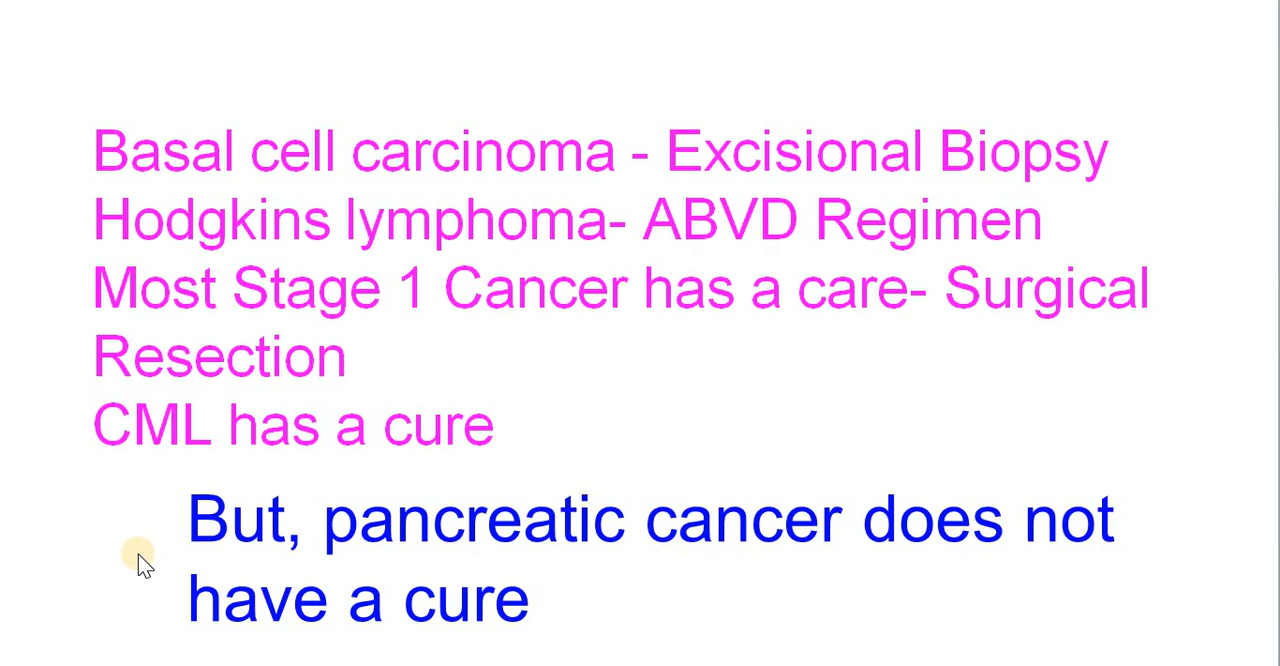 Basal cell carcinoma - Excisional Biopsy
Hodgkins lymphoma- ABVD Regimen
Most Stage 1 Cancer has a care- Surgical
Resection
CML has a cure
But, pancreatic cancer does not
have a cure